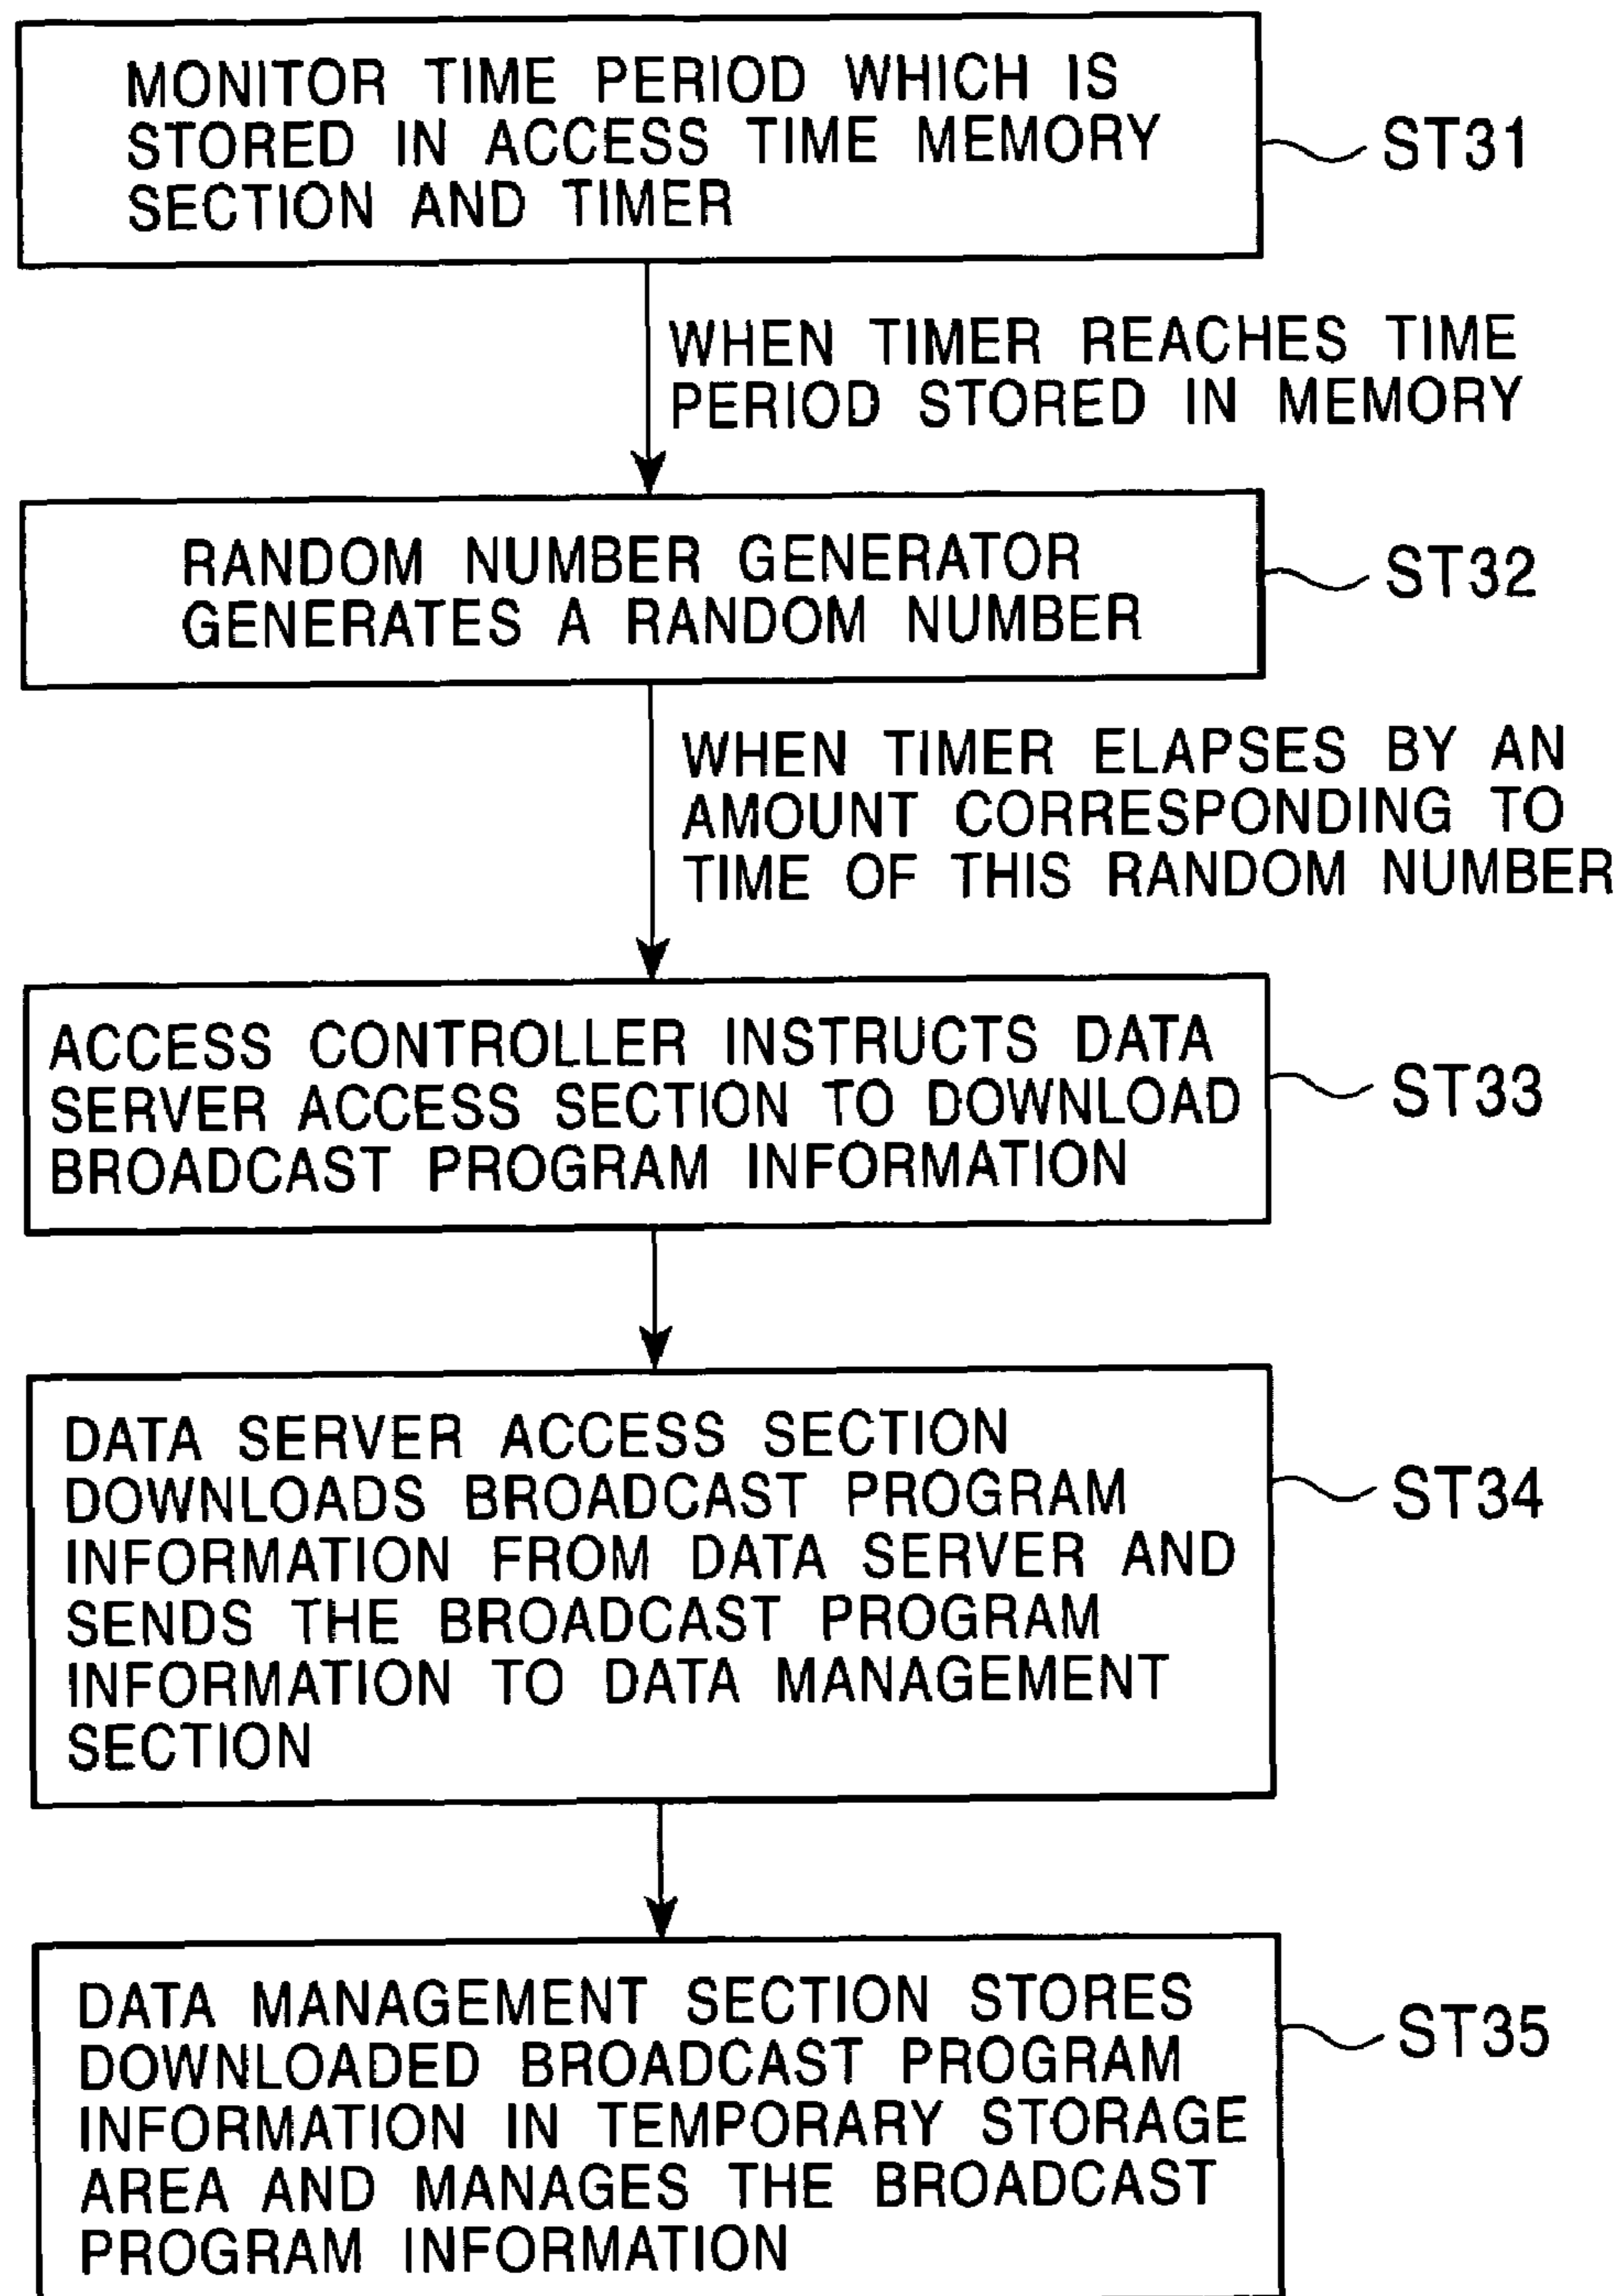 MONITOR TIME PERIOD WHICH IS
STORED IN ACCESS TIME MEMORY
SECTION AND TIMER
ST31
WHEN TIMER REACHES TIME
PERIOD STORED IN MEMORY
RANDOM NUMBER GENERATOR
GENERATES A RANDOM NUMBER
ST32
WHEN TIMER ELAPSES BY AN
AMOUNT CORRESPONDING TO
TIME OF THIS RANDOM NUMBER
ACCESS CONTROLLER INSTRUCTS DATA
SERVER ACCESS SECTION TO DOWNLOAD
BROADCAST PROGRAM INFORMATION
ST33
DATA SERVER ACCESS SECTION
DOWNLOADS BROADCAST PROGRAM
INFORMATION FROM DATA SERVER AND
SENDS THE BROADCAST PROGRAM
INFORMATION TO DATA MANAGEMENT
SECTION
ST34
DATA MANAGEMENT SECTION STORES
DOWNLOADED BROADCAST PROGRAM
INFORMATION IN TEMPORARY STORAGE
AREA AND MANAGES THE BROADCAST
PROGRAM INFORMATION
ST35